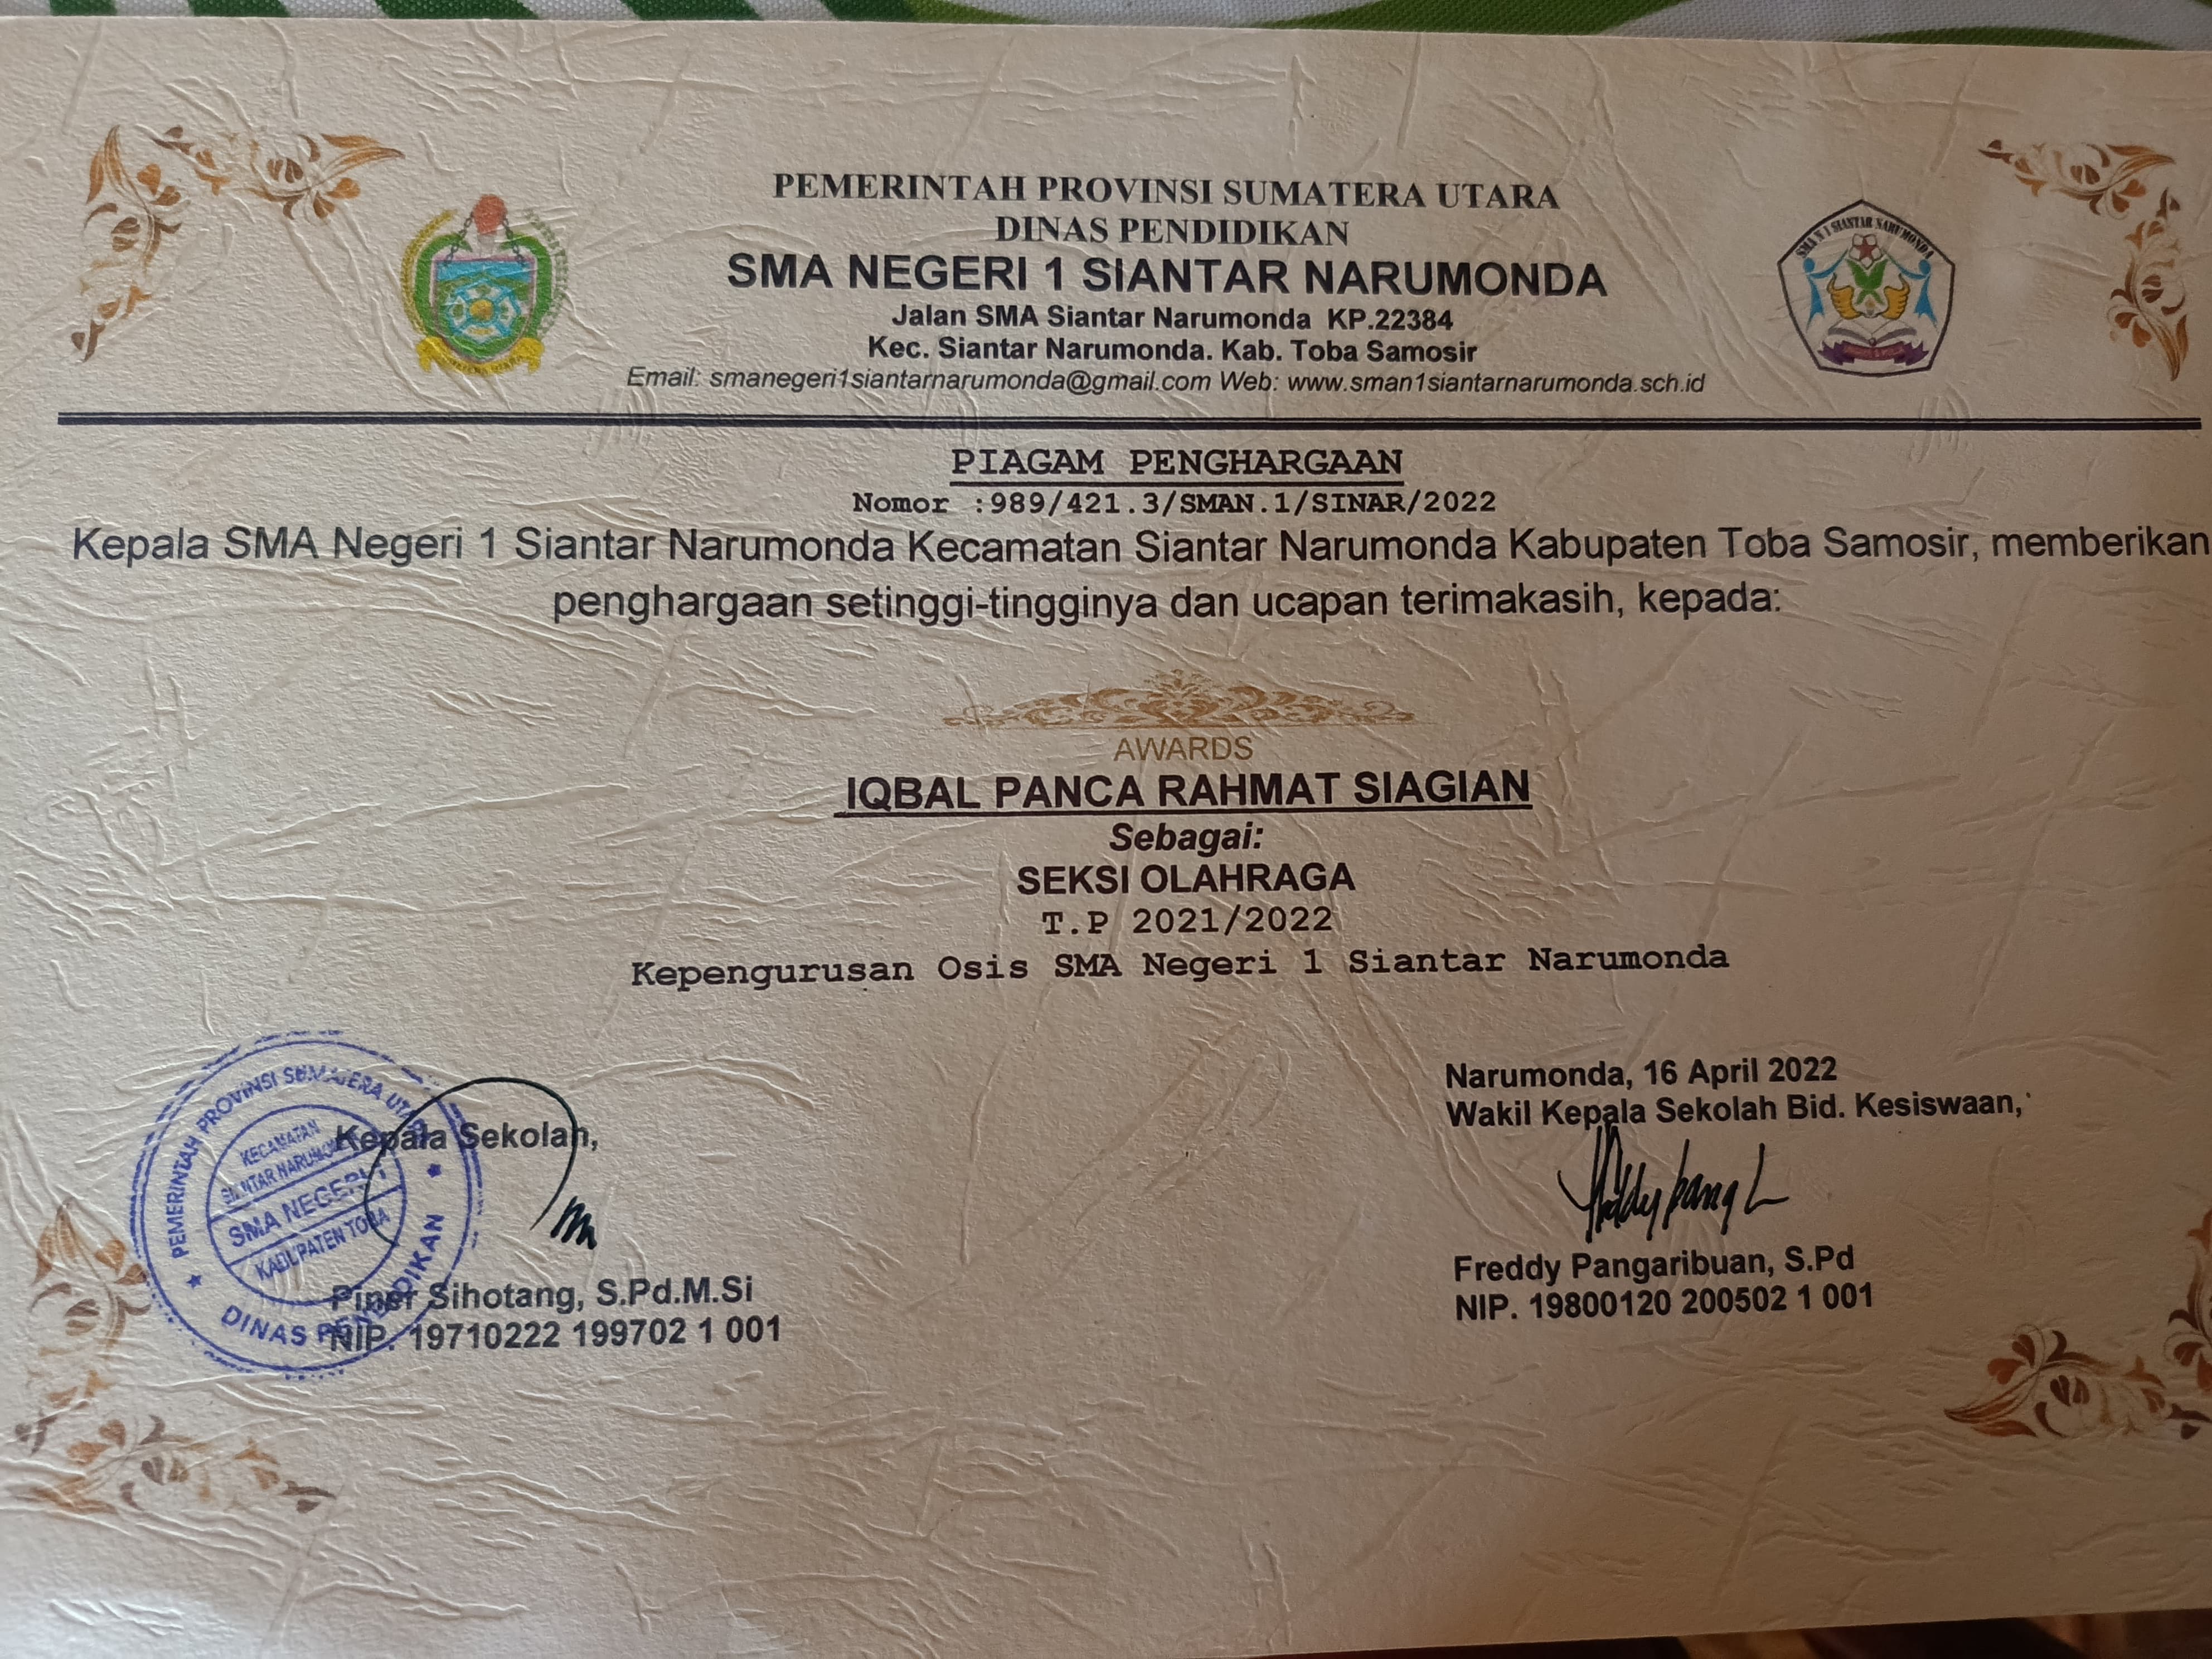 PEMERINTAH PROVINSI SUMATERA UTARA
DINAS PENDIDIKAN
SMA NEGERI 1 SIANTAR NARUMONDA
Jalan SMA Siantar Narumonda KP.22384
Kec. Siantar Narumonda. Kab. Toba Samosir
Email: smanegeri1siantarnarumonda@gmail.com Web: www.sman1siantarnarumonda.sch.id
SMA N 1 SIANTAR NARUMONDA
PIAGAM PENGHARGAAN
Nomor :989/421.3/SMAN.1/SINAR/2022
Kepala SMA Negeri 1 Siantar Narumonda Kecamatan Siantar Narumonda Kabupaten Toba Samosir, memberikan
penghargaan setinggi-tingginya dan ucapan terimakasih, kepada:
AWARDS
IQBAL PANCA RAHMAT SIAGIAN
Sebagai:
SEKSI OLAHRAGA
T.P 2021/2022
Kepengurusan Osis SMA Negeri 1 Siantar Narumonda
Narumonda, 16 April 2022
Wakil Kepala Sekolah Bid. Kesiswaan,
Freddy Pangaribuan, S.Pd
NIP. 19800120 200502 1 001
Kepala Sekolah,
Piner Sihotang, S.Pd.M.Si
NIP. 19710222 199702 1 001
PEMERINTAH PROVINSI SUMATERA UTARA
KECAMATAN
SIANTAR NARUMONDA
SMA NEGERI 1
KABUPATEN TOBA
DINAS PENDIDIKAN